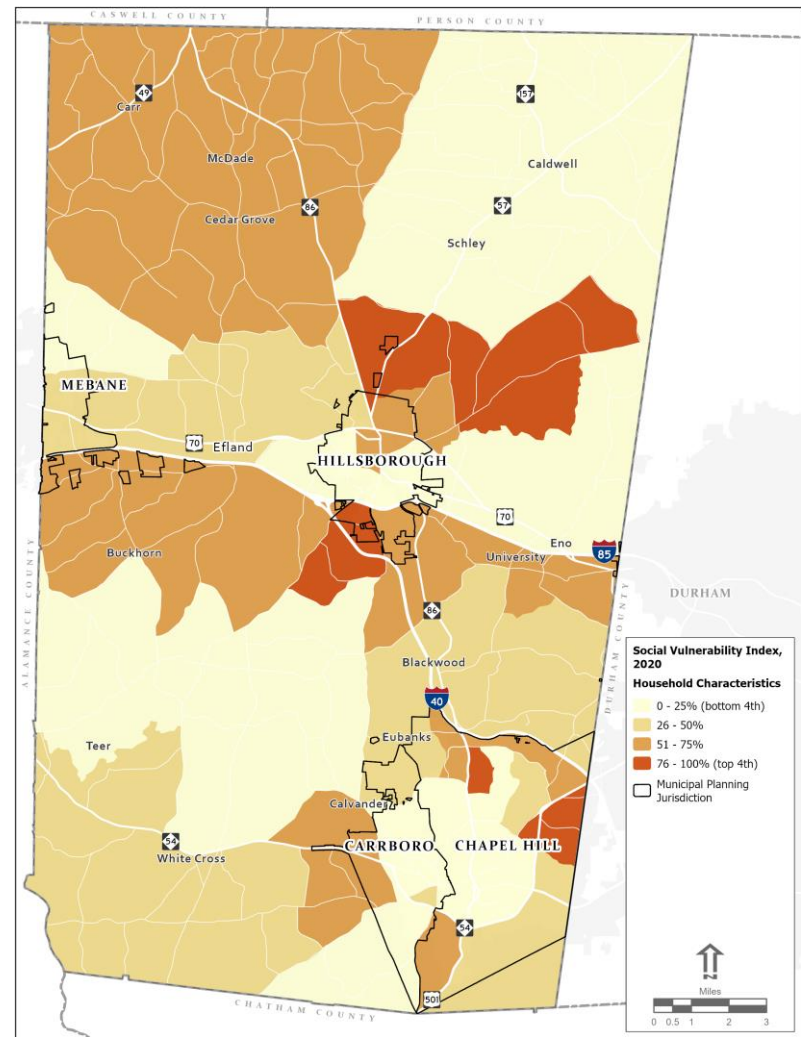 CASWELL COUNTY
PERSON COUNTY
49
Carr
157
McDade
Caldwell
86
Cedar Grove
57
Schley
MEBANE
70
Efland
HILLSBOROUGH
70
Eno
University
85
Buckhorn
DURHAM
ALAMANCE COUNTY
DURHAM COUNTY
86
Blackwood
40
Teer
Eubanks
Calvandes
54
White Cross
CARRBORO
CHAPEL HILL
54
501
CHATHAM COUNTY
Social Vulnerability Index,
2020
Household Characteristics
0 - 25% (bottom 4th)
26 - 50%
51 - 75%
76 - 100% (top 4th)
Municipal Planning
Jurisdiction
N
Miles
0 0.5 1 2 3